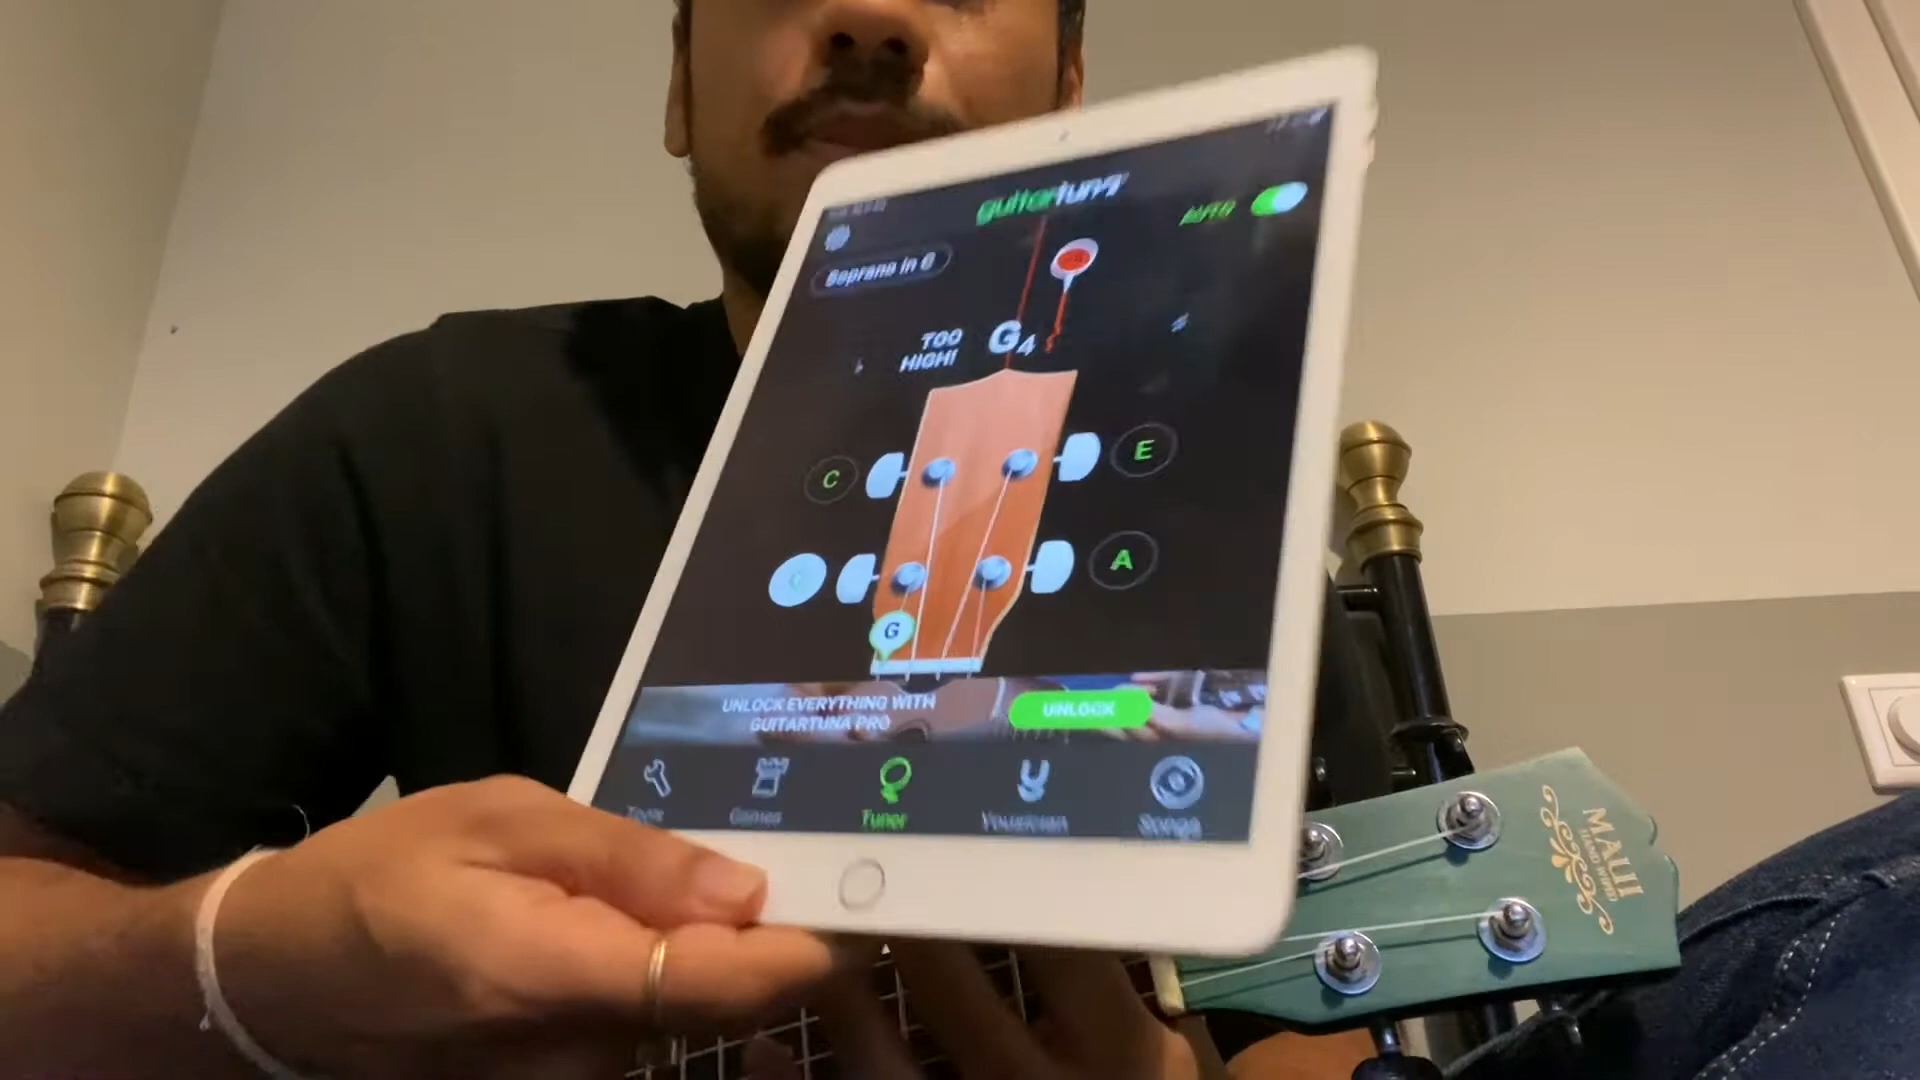 guitartuna
AUTO
Soprano in C
TOO
HIGH!
G4
C
E
A
G
UNLOCK EVERYTHING WITH
GUITARTUNA PRO
UNLOCK
Tools
Games
Tuner
Yousician
Songs
MAUI